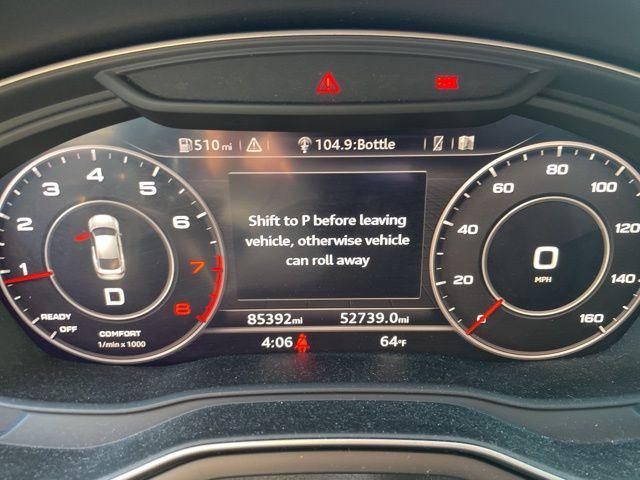 510 mi
104.9:Bottle
Shift to P before leaving
vehicle, otherwise vehicle
can roll away
1
2
3
4
5
6
7
8
D
READY
OFF
COMFORT
1/min x 1000
0
20
40
60
80
100
120
140
160
0
MPH
85392mi 52739.0mi
4:06 64°F